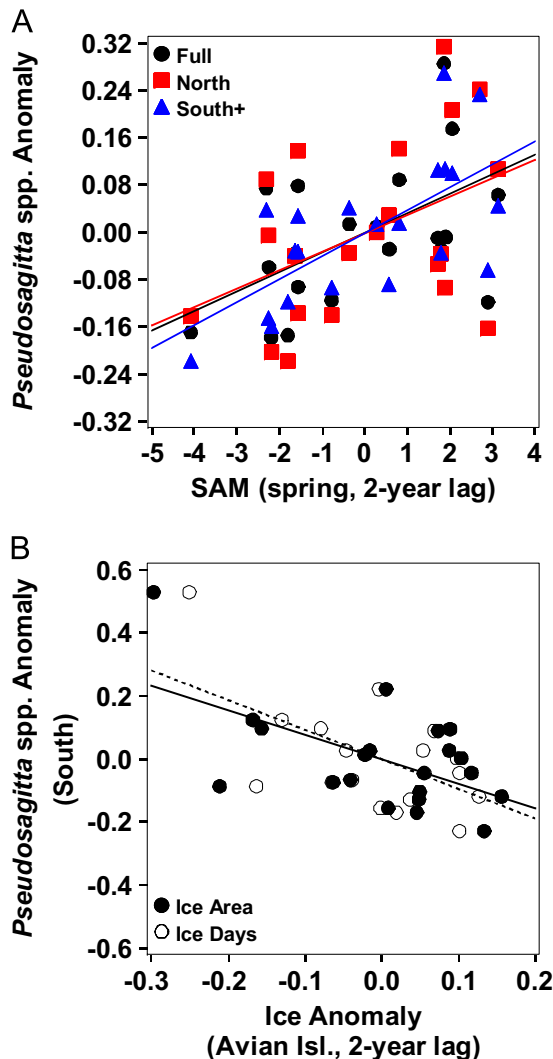 A
Pseudosagitta spp. Anomaly
0.32
0.24
0.16
0.08
0.00
-0.08
-0.16
-0.24
-0.32
Full
North
South+
-5 -4 -3 -2 -1 0 1 2 3 4
SAM (spring, 2-year lag)
B
Pseudosagitta spp. Anomaly
(South)
0.6
0.4
0.2
0.0
-0.2
-0.4
-0.6
Ice Area
Ice Days
-0.3 -0.2 -0.1 0.0 0.1 0.2
Ice Anomaly
(Avian Isl., 2-year lag)